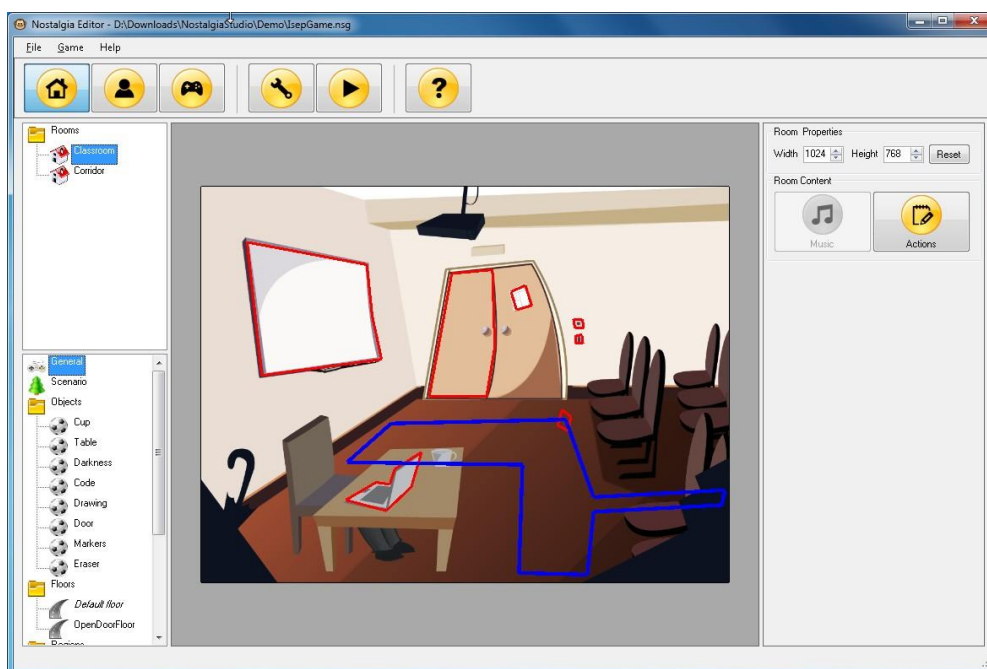 Nostalgia Editor - D:\Downloads\NostalgiaStudio\Demo\IsepGame.nsg
File Game Help
Rooms
Classroom
Corridor
General
Scenario
Objects
Cup
Table
Darkness
Code
Drawing
Door
Markers
Eraser
Floors
Default floor
OpenDoorFloor
Regions
Room Properties
Width 1024 Height 768 Reset
Room Content
Music Actions